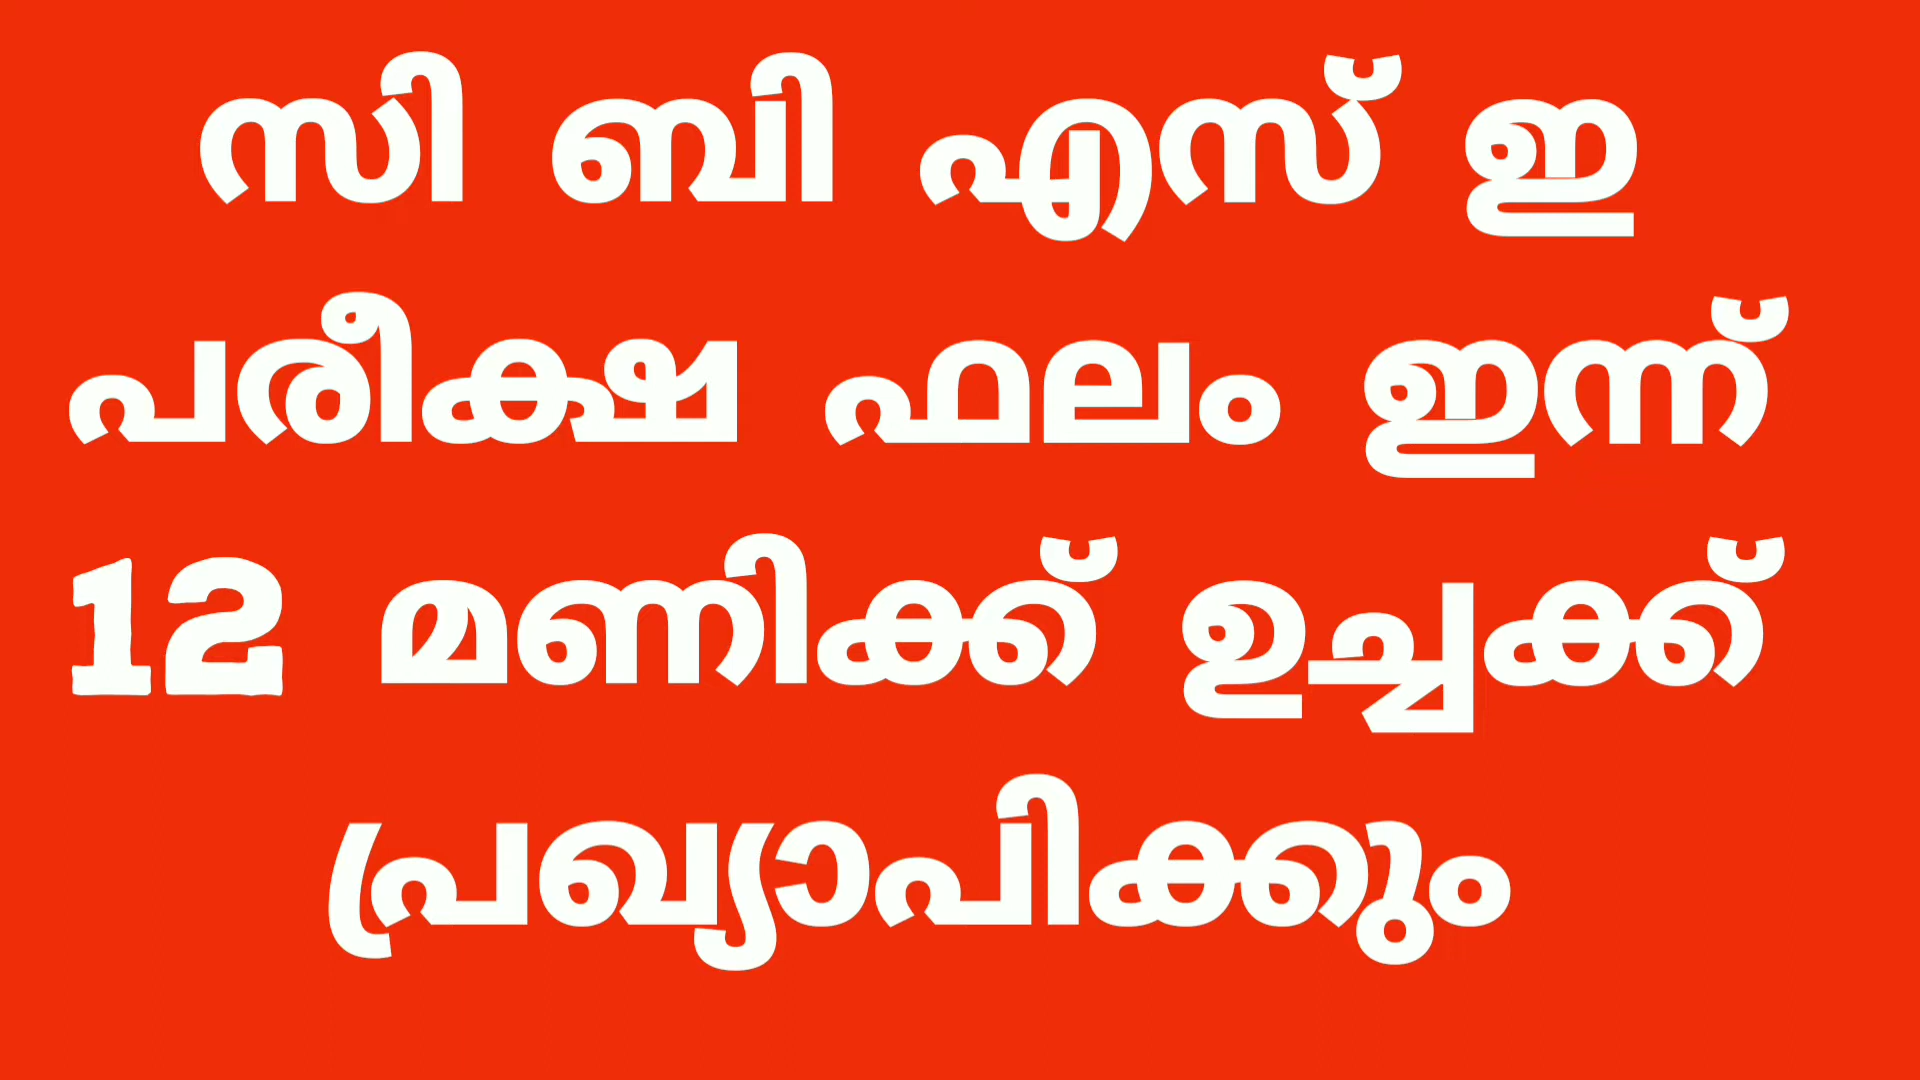 സി ബി എസ് ഇ
പരീക്ഷ ഫലം ഇന്ന്
12 മണിക്ക് ഉച്ചക്ക്
പ്രഖ്യാപിക്കും